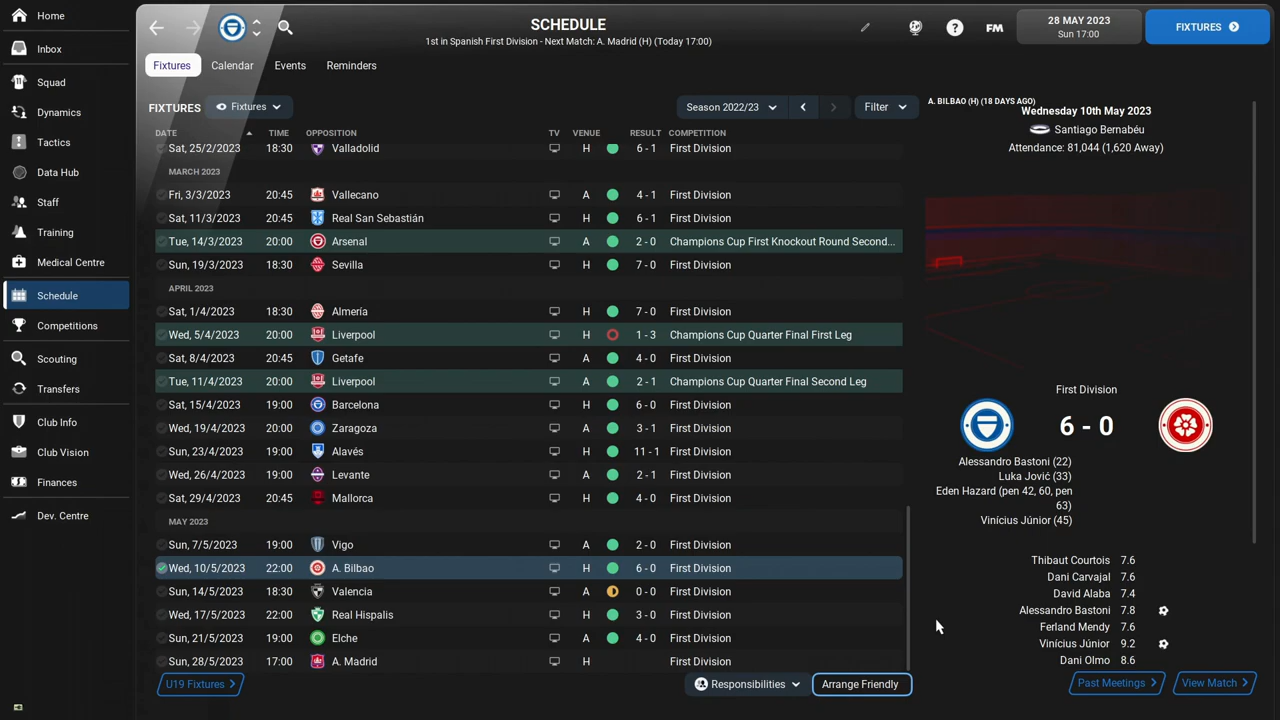 Home
SCHEDULE
1st in Spanish First Division - Next Match: A. Madrid (H) (Today 17:00)
FM
28 MAY 2023
Sun 17:00
FIXTURES
Inbox
Squad
Dynamics
Tactics
Data Hub
Staff
Training
Medical Centre
Schedule
Competitions
Scouting
Transfers
Club Info
Club Vision
Finances
Dev. Centre
Fixtures Calendar Events Reminders
FIXTURES Fixtures Season 2022/23 Filter
DATE TIME OPPOSITION TV VENUE RESULT COMPETITION
Sat, 25/2/2023 18:30 Valladolid H 6 - 1 First Division
MARCH 2023
Fri, 3/3/2023 20:45 Vallecano A 4 - 1 First Division
Sat, 11/3/2023 20:45 Real San Sebastián H 6 - 1 First Division
Tue, 14/3/2023 20:00 Arsenal A 2 - 0 Champions Cup First Knockout Round Second...
Sun, 19/3/2023 18:30 Sevilla H 7 - 0 First Division
APRIL 2023
Sat, 1/4/2023 18:30 Almería H 7 - 0 First Division
Wed, 5/4/2023 20:00 Liverpool H 1 - 3 Champions Cup Quarter Final First Leg
Sat, 8/4/2023 20:45 Getafe A 4 - 0 First Division
Tue, 11/4/2023 20:00 Liverpool A 2 - 1 Champions Cup Quarter Final Second Leg
Sat, 15/4/2023 19:00 Barcelona H 6 - 0 First Division
Wed, 19/4/2023 20:00 Zaragoza A 3 - 1 First Division
Sun, 23/4/2023 19:00 Alavés H 11 - 1 First Division
Wed, 26/4/2023 19:00 Levante A 2 - 1 First Division
Sat, 29/4/2023 20:45 Mallorca H 4 - 0 First Division
MAY 2023
Sun, 7/5/2023 19:00 Vigo A 2 - 0 First Division
Wed, 10/5/2023 22:00 A. Bilbao H 6 - 0 First Division
Sun, 14/5/2023 18:30 Valencia A 0 - 0 First Division
Wed, 17/5/2023 22:00 Real Hispalis H 3 - 0 First Division
Sun, 21/5/2023 19:00 Elche A 4 - 0 First Division
Sun, 28/5/2023 17:00 A. Madrid H First Division
U19 Fixtures
Responsibilities
Arrange Friendly
A. BILBAO (H) (18 DAYS AGO)
Wednesday 10th May 2023
Santiago Bernabéu
Attendance: 81,044 (1,620 Away)
First Division
6 - 0
Alessandro Bastoni (22)
Luka Jović (33)
Eden Hazard (pen 42, 60, pen
63)
Vinícius Júnior (45)
Thibaut Courtois 7.6
Dani Carvajal 7.6
David Alaba 7.4
Alessandro Bastoni 7.8
Ferland Mendy 7.6
Vinícius Júnior 9.2
Dani Olmo 8.6
Past Meetings
View Match